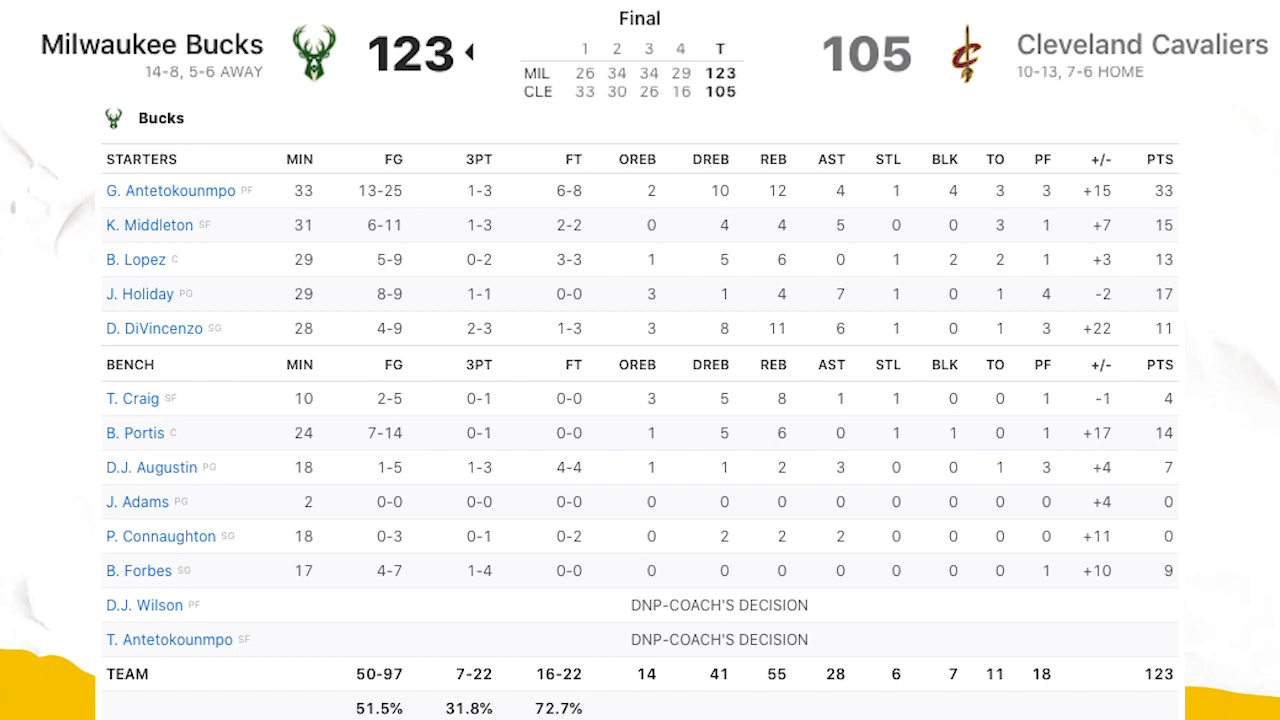 Final
Milwaukee Bucks 123 Cleveland Cavaliers 105
14-8, 5-6 AWAY 10-13, 7-6 HOME
1 2 3 4 T
MIL 26 34 34 29 123
CLE 33 30 26 16 105
Bucks
STARTERS MIN FG 3PT FT OREB DREB REB AST STL BLK TO PF +/- PTS
G. Antetokounmpo PF 33 13-25 1-3 6-8 2 10 12 4 1 4 3 3 +15 33
K. Middleton SF 31 6-11 1-3 2-2 0 4 4 5 0 0 3 1 +7 15
B. Lopez C 29 5-9 0-2 3-3 1 5 6 0 1 2 2 1 +3 13
J. Holiday PG 29 8-9 1-1 0-0 3 1 4 7 1 0 1 4 -2 17
D. DiVincenzo SG 28 4-9 2-3 1-3 3 8 11 6 1 0 1 3 +22 11
BENCH MIN FG 3PT FT OREB DREB REB AST STL BLK TO PF +/- PTS
T. Craig SF 10 2-5 0-1 0-0 3 5 8 1 1 0 0 1 -1 4
B. Portis C 24 7-14 0-1 0-0 1 5 6 0 1 1 0 1 +17 14
D.J. Augustin PG 18 1-5 1-3 4-4 1 1 2 3 0 0 1 3 +4 7
J. Adams PG 2 0-0 0-0 0-0 0 0 0 0 0 0 0 0 +4 0
P. Connaughton SG 18 0-3 0-1 0-2 0 2 2 2 0 0 0 0 +11 0
B. Forbes SG 17 4-7 1-4 0-0 0 0 0 0 0 0 0 1 +10 9
D.J. Wilson PF DNP-COACH'S DECISION
T. Antetokounmpo SF DNP-COACH'S DECISION
TEAM 50-97 7-22 16-22 14 41 55 28 6 7 11 18 123
51.5% 31.8% 72.7%